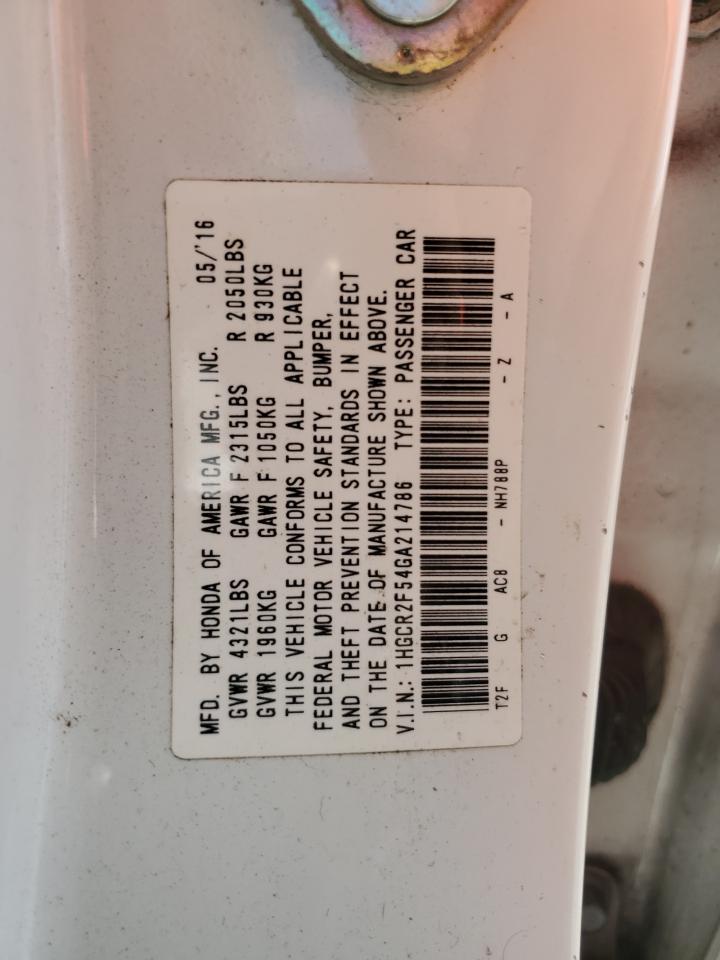 MFD. BY HONDA OF AMERICA MFG., INC. 05/'16
GVWR 4321LBS GAWR F 2315LBS R 2050LBS
GVWR 1960KG GAWR F 1050KG R 930KG
THIS VEHICLE CONFORMS TO ALL APPLICABLE
FEDERAL MOTOR VEHICLE SAFETY, BUMPER,
AND THEFT PREVENTION STANDARDS IN EFFECT
ON THE DATE OF MANUFACTURE SHOWN ABOVE.
V.I.N.: 1HGCR2F54GA214786 TYPE: PASSENGER CAR
T2F G AC8 - NH788P - Z - A